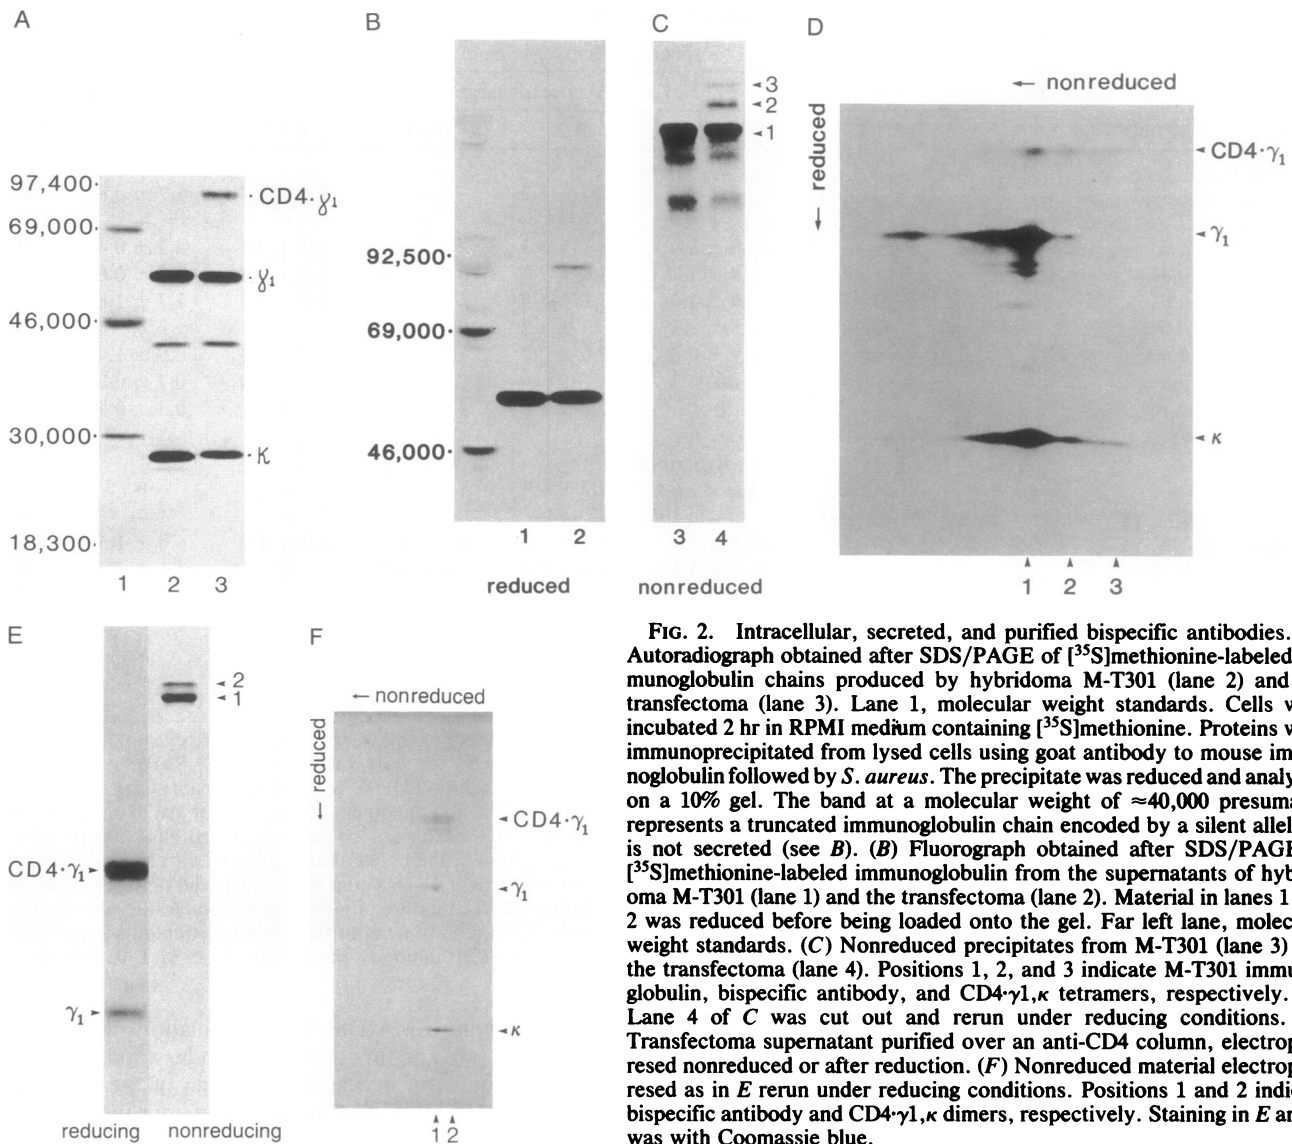 A
97,400
69,000
46,000
30,000
18,300
CD4·γ1
γ1
K
1 2 3
B
92,500
69,000
46,000
1 2
reduced
C
3
2
1
3 4
nonreduced
D
← nonreduced
reduced →
CD4·γ1
γ1
κ
1 2 3
E
2
1
CD4·γ1
γ1
reducing nonreducing
F
← nonreduced
reduced →
CD4·γ1
γ1
κ
1 2
FIG. 2. Intracellular, secreted, and purified bispecific antibodies.
Autoradiograph obtained after SDS/PAGE of [35S]methionine-labeled
munoglobulin chains produced by hybridoma M-T301 (lane 2) and
transfectoma (lane 3). Lane 1, molecular weight standards. Cells w
incubated 2 hr in RPMI medium containing [35S]methionine. Proteins w
immunoprecipitated from lysed cells using goat antibody to mouse im
noglobulin followed by S. aureus. The precipitate was reduced and analy
on a 10% gel. The band at a molecular weight of ≈40,000 presuma
represents a truncated immunoglobulin chain encoded by a silent allel
is not secreted (see B). (B) Fluorograph obtained after SDS/PAGE
[35S]methionine-labeled immunoglobulin from the supernatants of hyb
oma M-T301 (lane 1) and the transfectoma (lane 2). Material in lanes 1
2 was reduced before being loaded onto the gel. Far left lane, molec
weight standards. (C) Nonreduced precipitates from M-T301 (lane 3)
the transfectoma (lane 4). Positions 1, 2, and 3 indicate M-T301 immu
globulin, bispecific antibody, and CD4·γ1,κ tetramers, respectively.
Lane 4 of C was cut out and rerun under reducing conditions.
Transfectoma supernatant purified over an anti-CD4 column, electrop
resed nonreduced or after reduction. (F) Nonreduced material electrop
resed as in E rerun under reducing conditions. Positions 1 and 2 indi
bispecific antibody and CD4·γ1,κ dimers, respectively. Staining in E an
was with Coomassie blue.